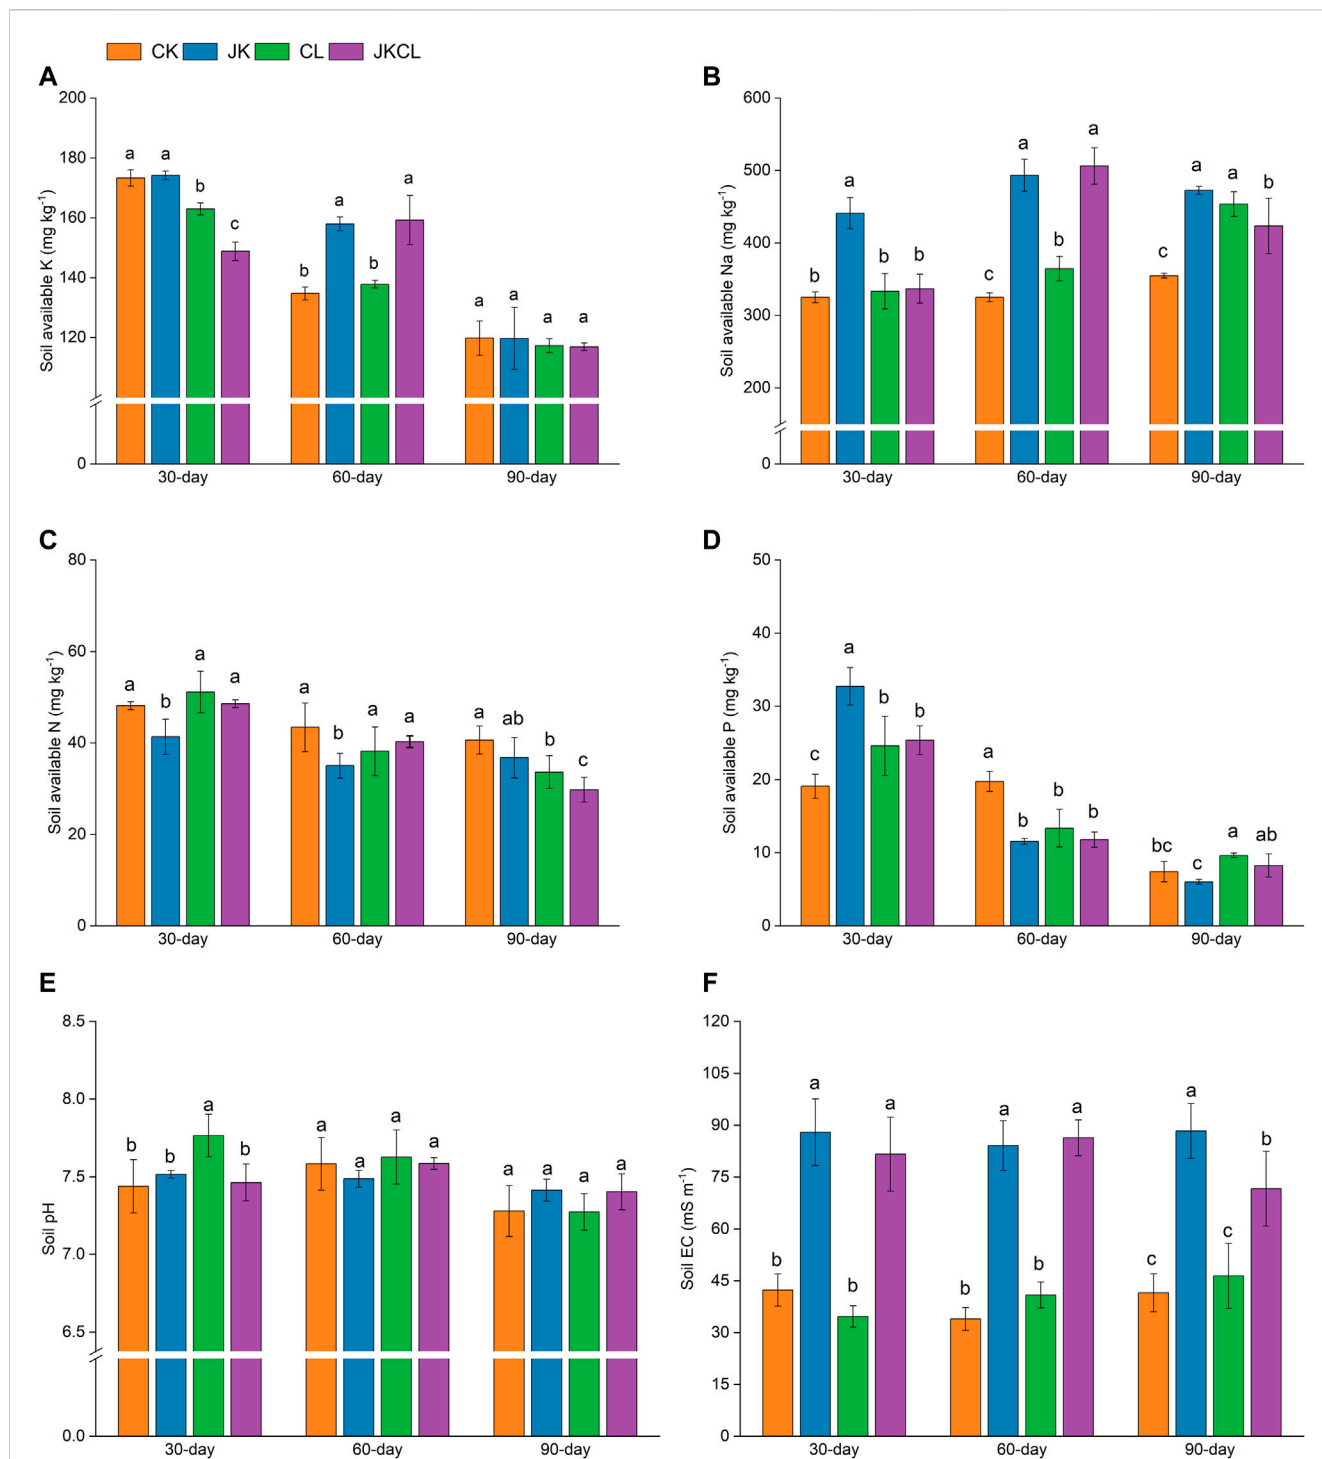 CK JK CL JKCL
A
200
180
160
140
120
0
Soil available K (mg kg⁻¹)
a a b c
b a b a
a a a a
30-day 60-day 90-day
B
600
500
400
300
200
0
Soil available Na (mg kg⁻¹)
b a b b
c a b a
c a a b
30-day 60-day 90-day
C
80
60
40
20
0
Soil available N (mg kg⁻¹)
a b a a
a b a a
a ab b c
30-day 60-day 90-day
D
50
40
30
20
10
0
Soil available P (mg kg⁻¹)
c a b b
a b b b
bc c a ab
30-day 60-day 90-day
E
8.5
8.0
7.5
7.0
6.5
0.0
Soil pH
b b a b
a a a a
a a a a
30-day 60-day 90-day
F
120
105
90
75
60
45
30
15
0
Soil EC (mS m⁻¹)
b a b a
b a b a
c a c b
30-day 60-day 90-day